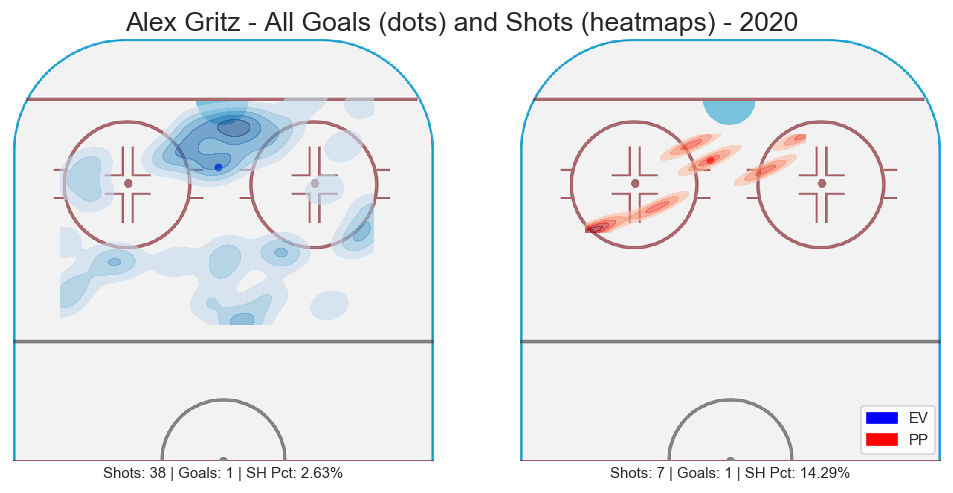 Alex Gritz - All Goals (dots) and Shots (heatmaps) - 2020
EV
PP
Shots: 38 | Goals: 1 | SH Pct: 2.63%
Shots: 7 | Goals: 1 | SH Pct: 14.29%